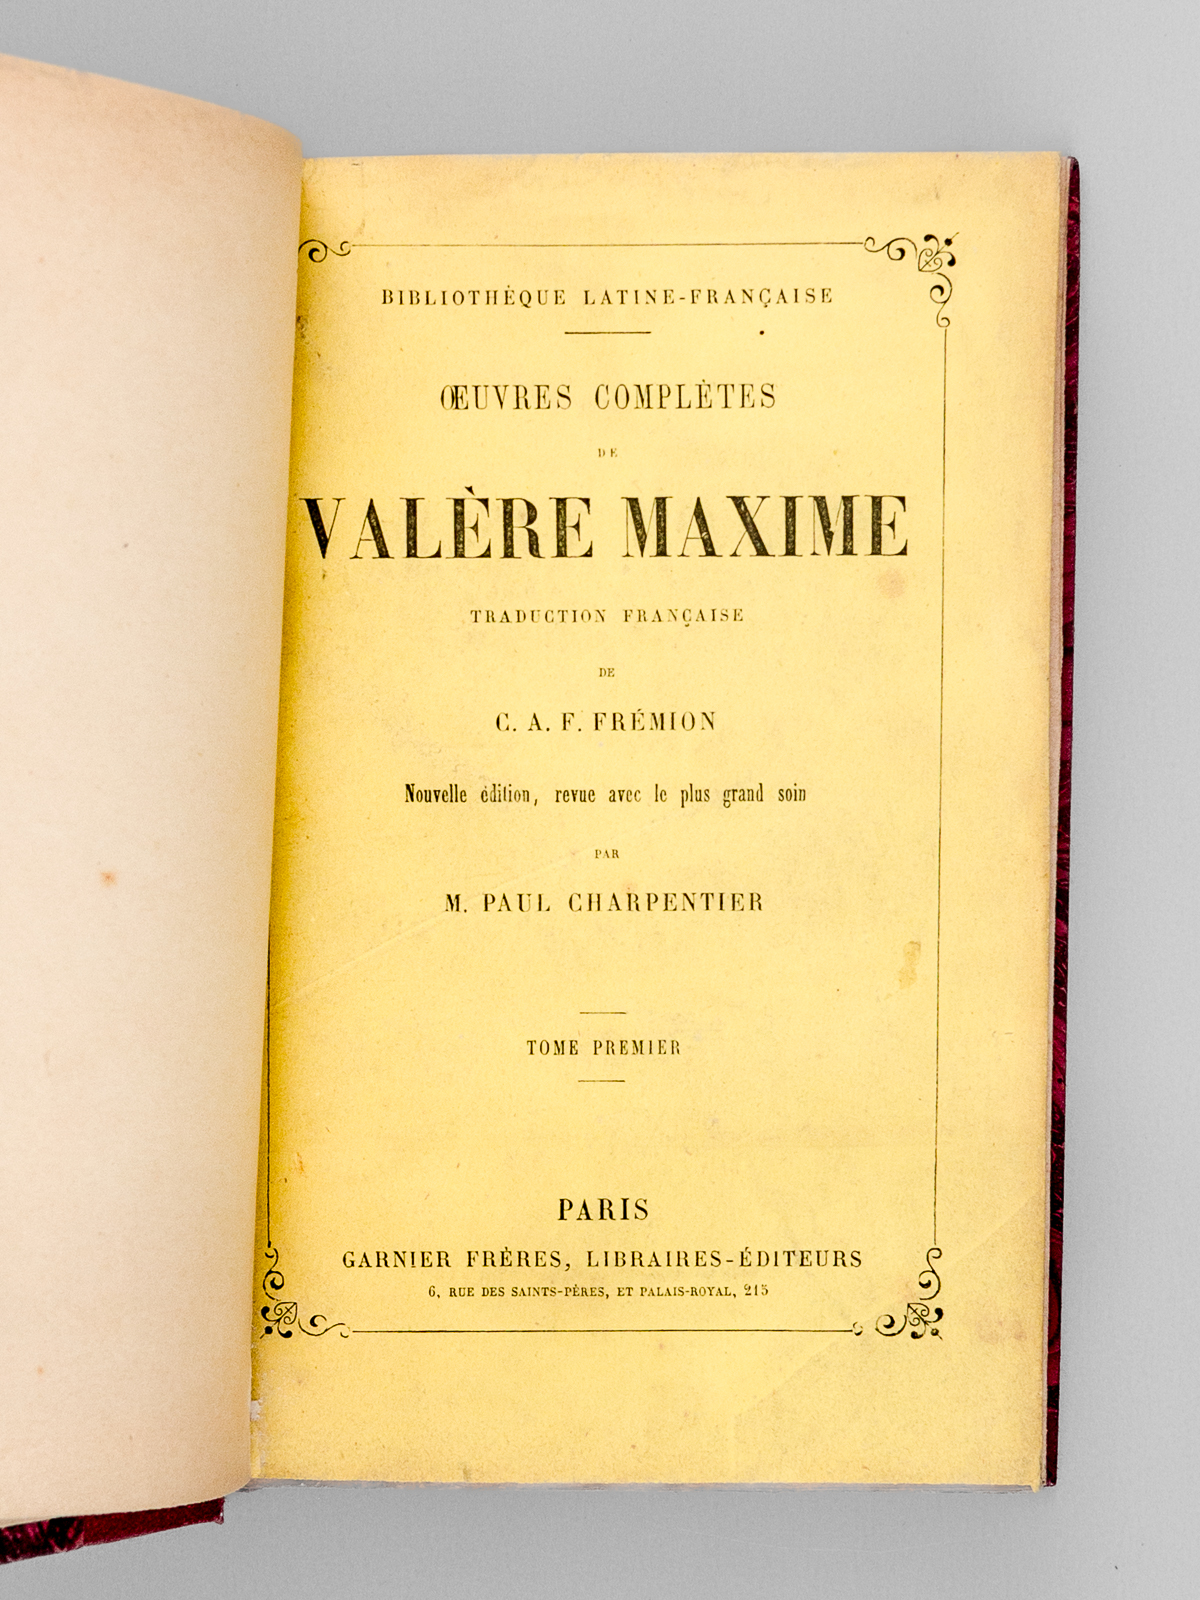 BIBLIOTHÈQUE LATINE-FRANÇAISE
ŒUVRES COMPLÈTES
DE
VALÈRE MAXIME
TRADUCTION FRANÇAISE
DE
C. A. F. FRÉMION
Nouvelle édition, revue avec le plus grand soin
PAR
M. PAUL CHARPENTIER
TOME PREMIER
PARIS
GARNIER FRÈRES, LIBRAIRES-ÉDITEURS
6, RUE DES SAINTS-PÈRES, ET PALAIS-ROYAL, 215